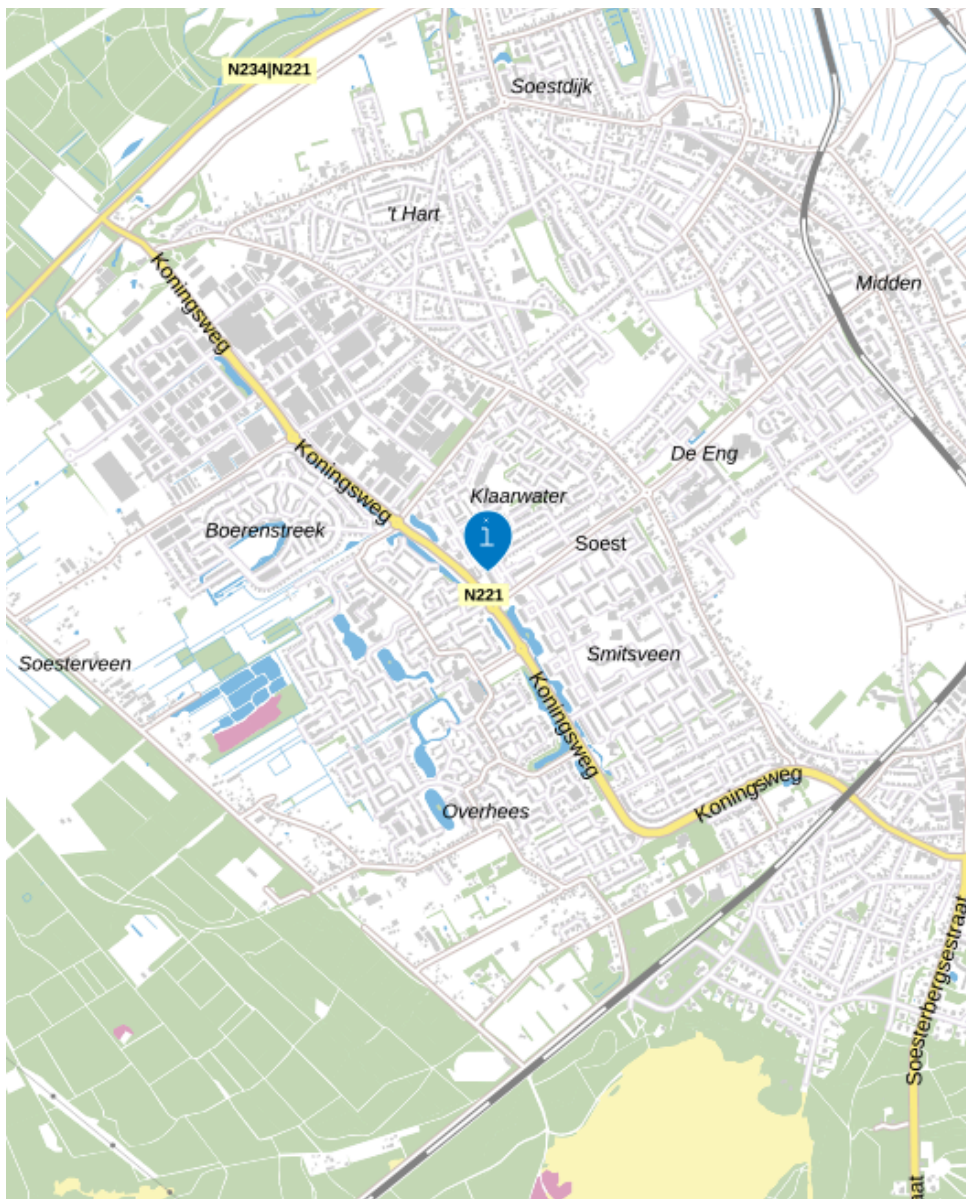 N234|N221
Soestdijk
't Hart
Koningsweg
Midden
Koningsweg
De Eng
Klaarwater
Boerenstreek
i
Soest
N221
Soesterveen
Smitsveen
Koningsweg
Koningsweg
Overhees
Soesterbergsestraat
aat